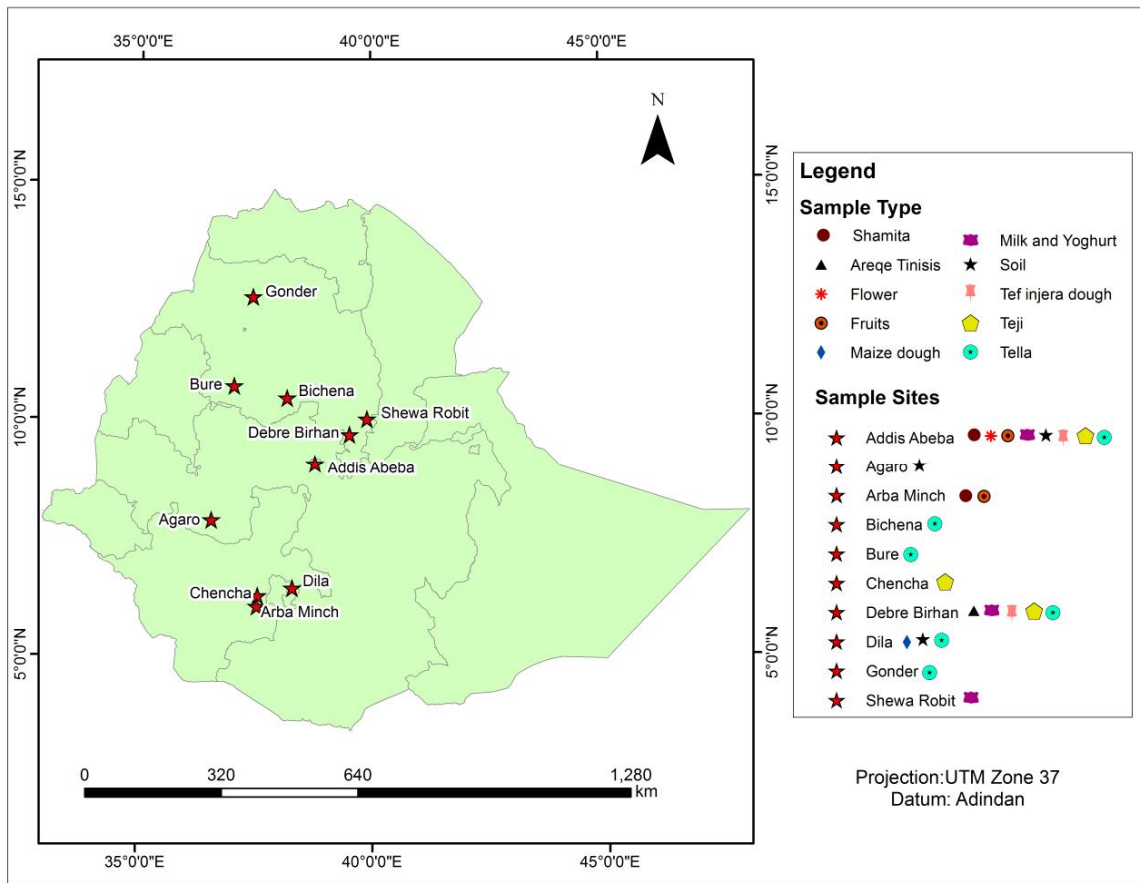 35°0'0"E 40°0'0"E 45°0'0"E
15°0'0"N
10°0'0"N
5°0'0"N
N
Gonder
Bure
Bichena
Shewa Robit
Debre Birhan
Addis Abeba
Agaro
Chencha
Dila
Arba Minch
0 320 640 1,280
km
35°0'0"E 40°0'0"E 45°0'0"E
15°0'0"N
10°0'0"N
5°0'0"N
Legend
Sample Type
Shamita
Areqe Tinisis
Flower
Fruits
Maize dough
Milk and Yoghurt
Soil
Tef injera dough
Teji
Tella
Sample Sites
Addis Abeba
Agaro
Arba Minch
Bichena
Bure
Chencha
Debre Birhan
Dila
Gonder
Shewa Robit
Projection:UTM Zone 37
Datum: Adindan